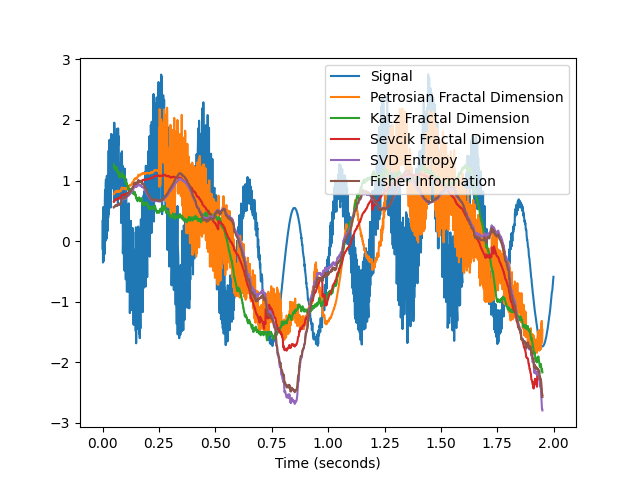 3
2
1
0
−1
−2
−3
Signal
Petrosian Fractal Dimension
Katz Fractal Dimension
Sevcik Fractal Dimension
SVD Entropy
Fisher Information
0.00 0.25 0.50 0.75 1.00 1.25 1.50 1.75 2.00
Time (seconds)